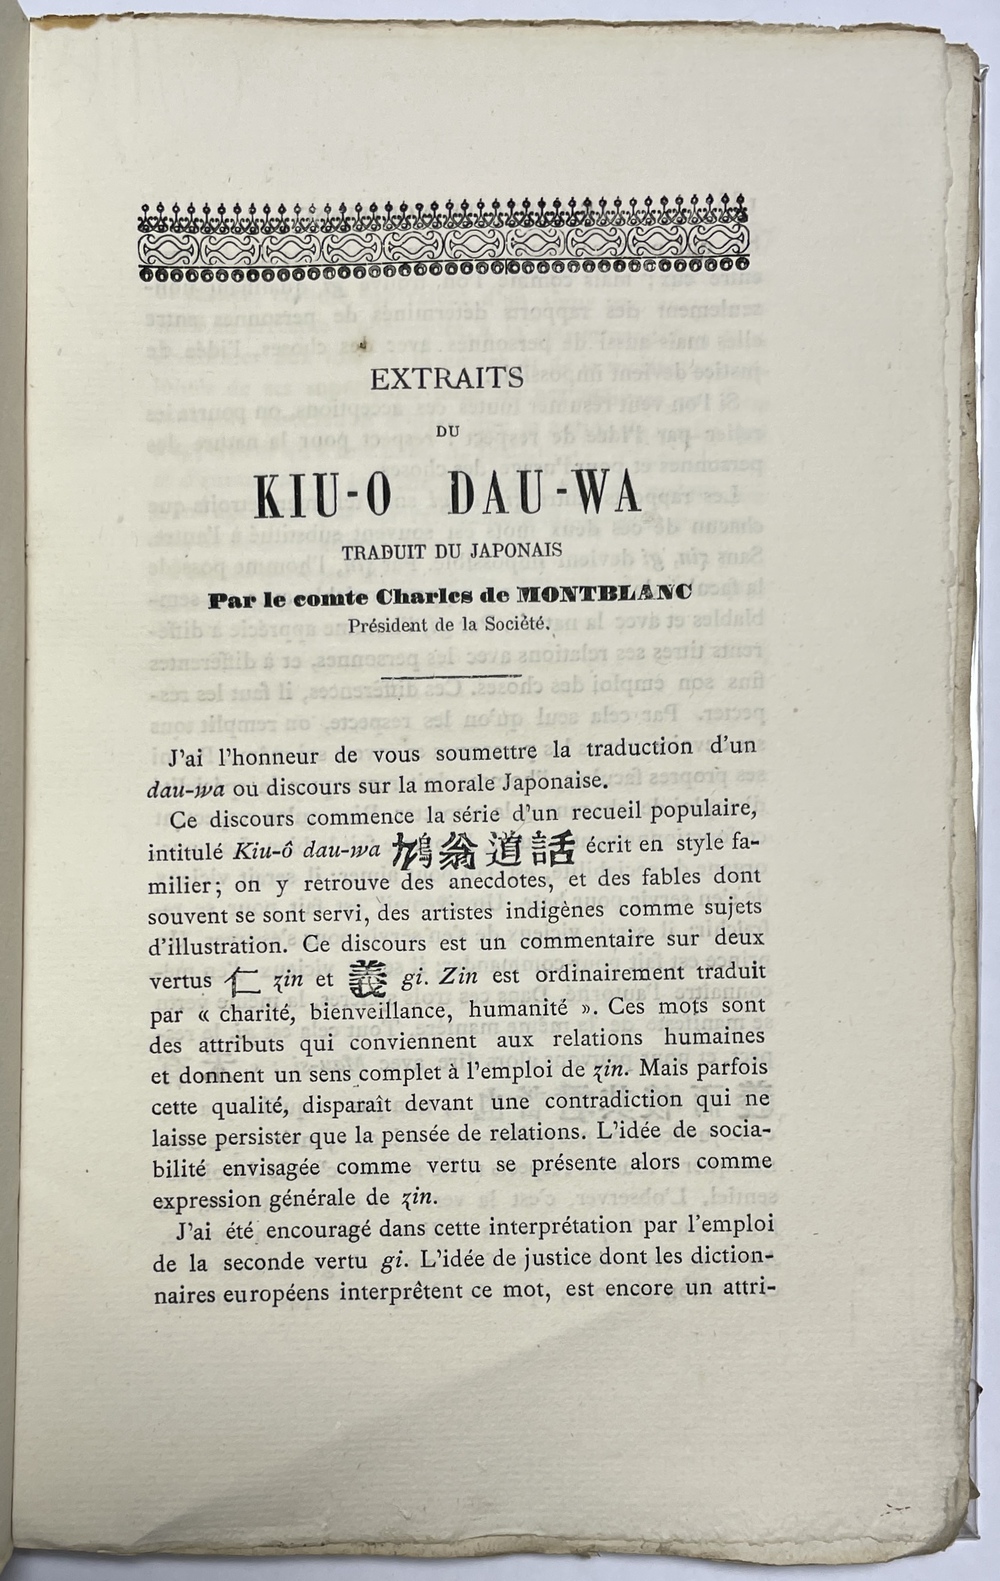 EXTRAITS
DU
KIU-O DAU-WA
TRADUIT DU JAPONAIS
Par le comte Charles de MONTBLANC
Président de la Société.
J'ai l'honneur de vous soumettre la traduction d'un
dau-wa ou discours sur la morale Japonaise.
Ce discours commence la série d'un recueil populaire,
intitulé Kiu-ô dau-wa 鳩翁道話 écrit en style fa-
milier; on y retrouve des anecdotes, et des fables dont
souvent se sont servi, des artistes indigènes comme sujets
d'illustration. Ce discours est un commentaire sur deux
vertus 仁 zin et 義 gi. Zin est ordinairement traduit
par « charité, bienveillance, humanité ». Ces mots sont
des attributs qui conviennent aux relations humaines
et donnent un sens complet à l'emploi de zin. Mais parfois
cette qualité, disparaît devant une contradiction qui ne
laisse persister que la pensée de relations. L'idée de socia-
bilité envisagée comme vertu se présente alors comme
expression générale de zin.
J'ai été encouragé dans cette interprétation par l'emploi
de la seconde vertu gi. L'idée de justice dont les diction-
naires européens interprêtent ce mot, est encore un attri-